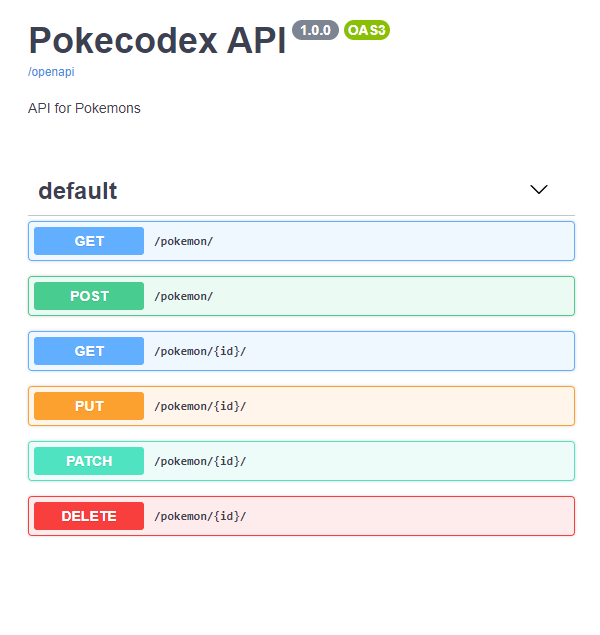 Pokecodex API 1.0.0 OAS3
/openapi
API for Pokemons
default
GET /pokemon/
POST /pokemon/
GET /pokemon/{id}/
PUT /pokemon/{id}/
PATCH /pokemon/{id}/
DELETE /pokemon/{id}/